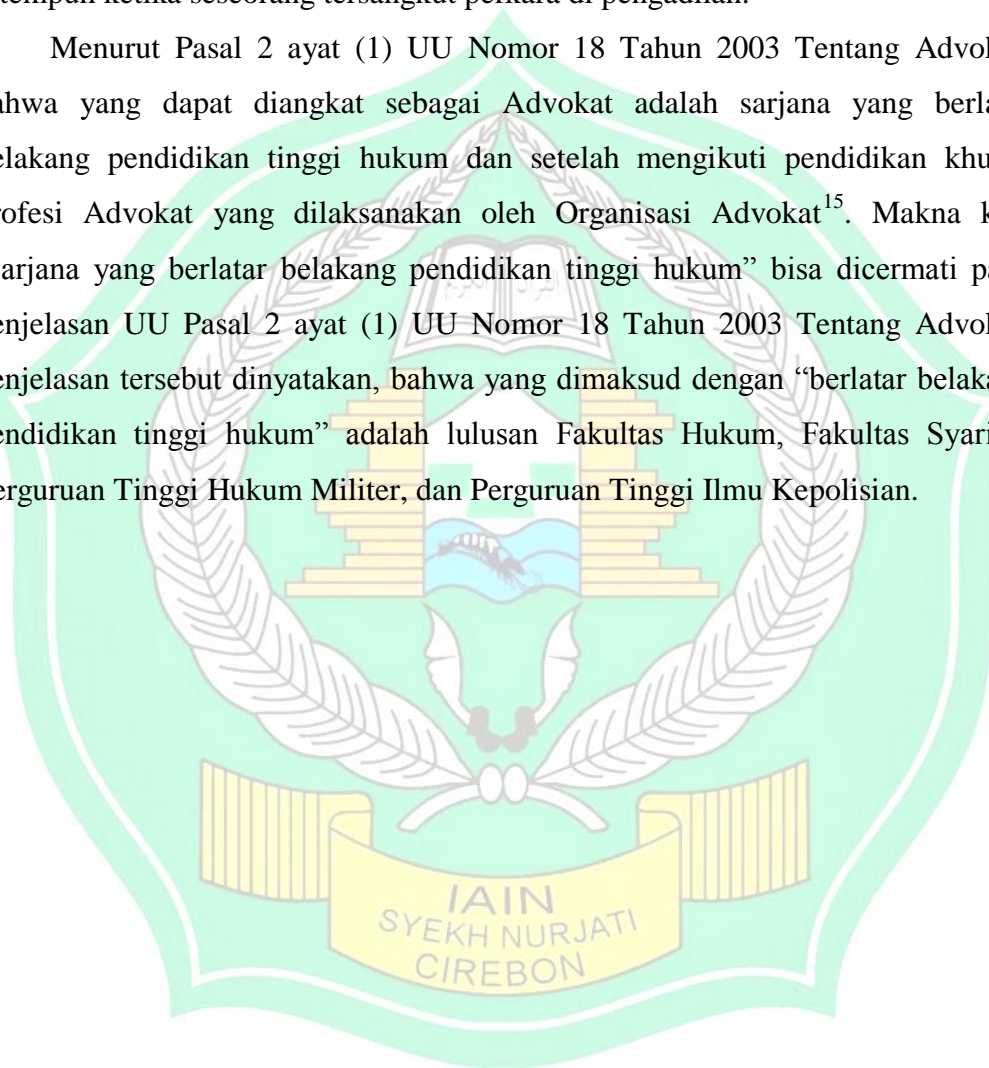 ketika seseorang tersangkut perkara di pengadilan.
Menurut Pasal 2 ayat (1) UU Nomor 18 Tahun 2003 Tentang Advok
ahwa yang dapat diangkat sebagai Advokat adalah sarjana yang berla
elakang pendidikan tinggi hukum dan setelah mengikuti pendidikan khu
rofesi Advokat yang dilaksanakan oleh Organisasi Advokat15. Makna k
arjana yang berlatar belakang pendidikan tinggi hukum” bisa dicermati pa
enjelasan UU Pasal 2 ayat (1) UU Nomor 18 Tahun 2003 Tentang Advok
enjelasan tersebut dinyatakan, bahwa yang dimaksud dengan “berlatar belaka
endidikan tinggi hukum” adalah lulusan Fakultas Hukum, Fakultas Syari
erguruan Tinggi Hukum Militer, dan Perguruan Tinggi Ilmu Kepolisian.
IAIN
SYEKH NURJATI
CIREBON